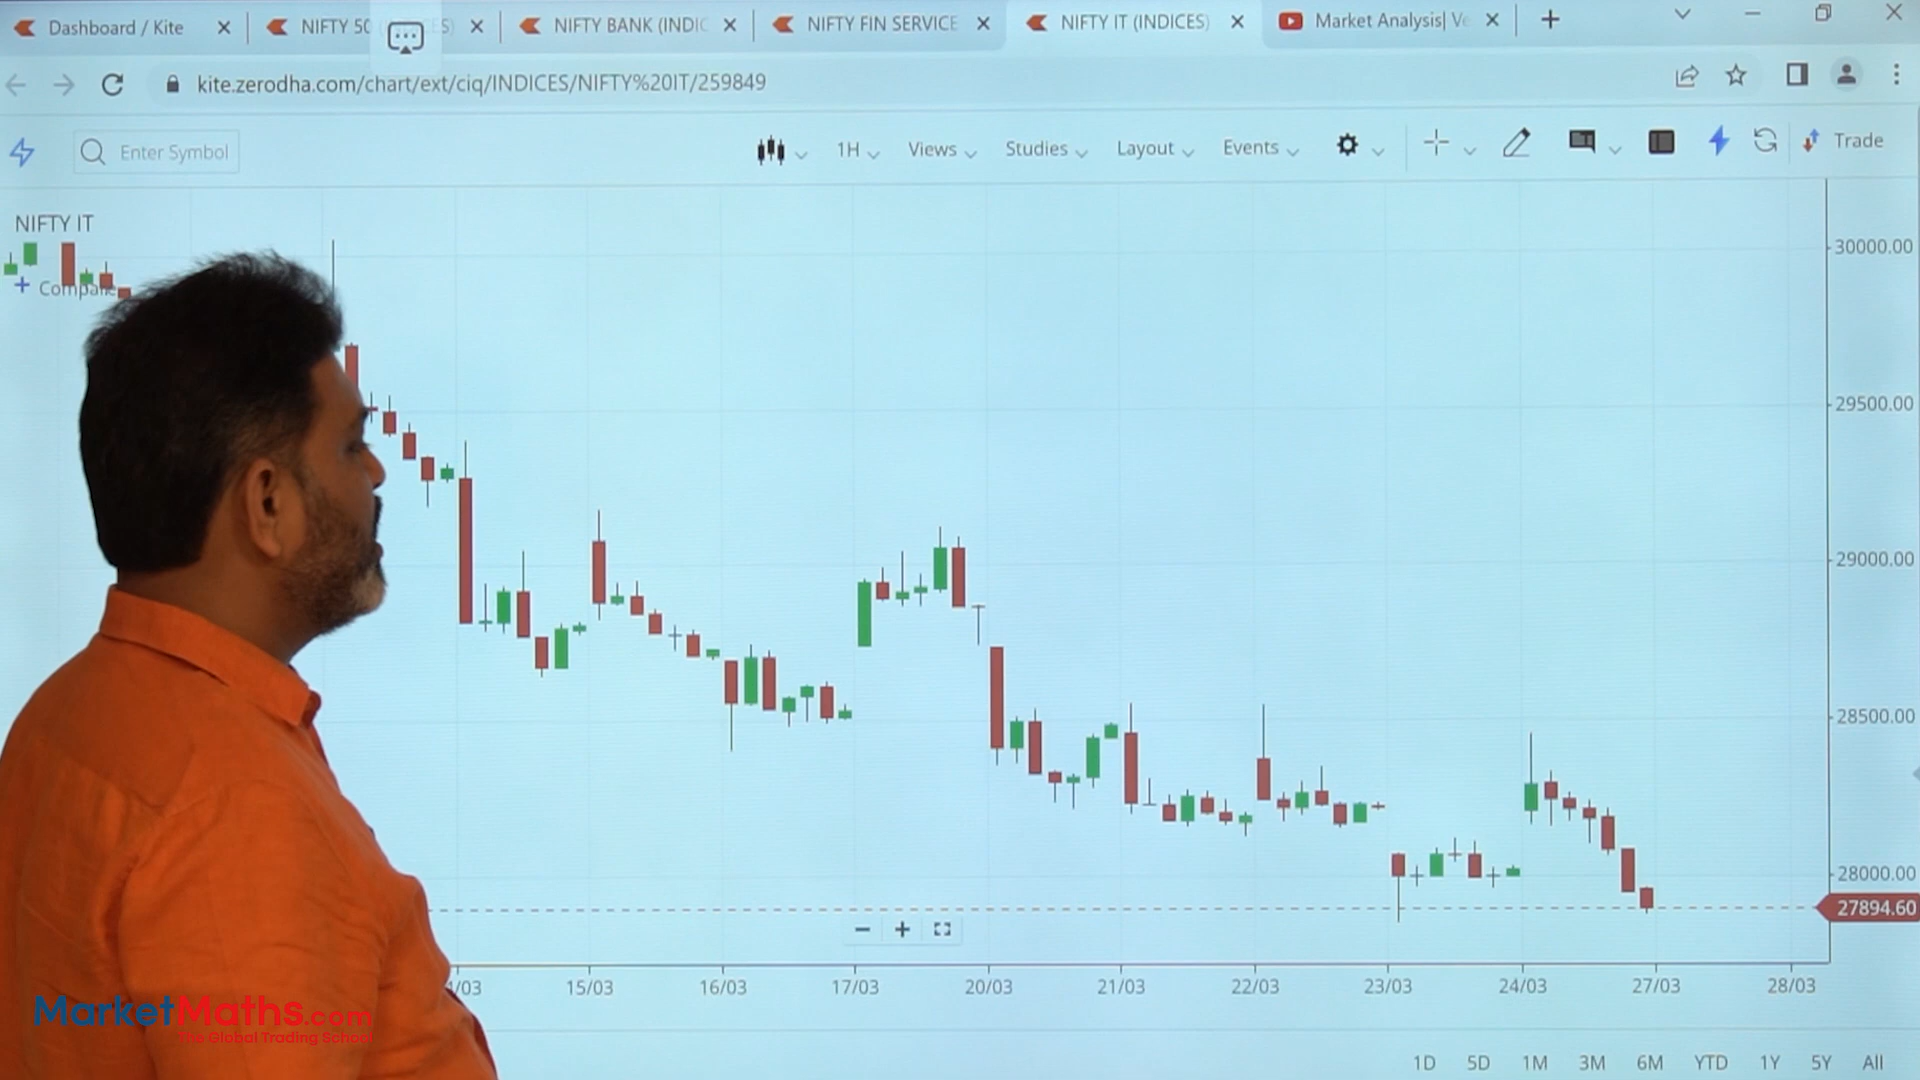 Dashboard / Kite
NIFTY 50
NIFTY BANK (INDIC
NIFTY FIN SERVICE
NIFTY IT (INDICES)
Market Analysis| Ve
kite.zerodha.com/chart/ext/ciq/INDICES/NIFTY%20IT/259849
Enter Symbol
1H
Views
Studies
Layout
Events
Trade
NIFTY IT
Compare
30000.00
29500.00
29000.00
28500.00
28000.00
27894.60
/03
15/03
16/03
17/03
20/03
21/03
22/03
23/03
24/03
27/03
28/03
MarketMaths.com
The Global Trading School
1D 5D 1M 3M 6M YTD 1Y 5Y All